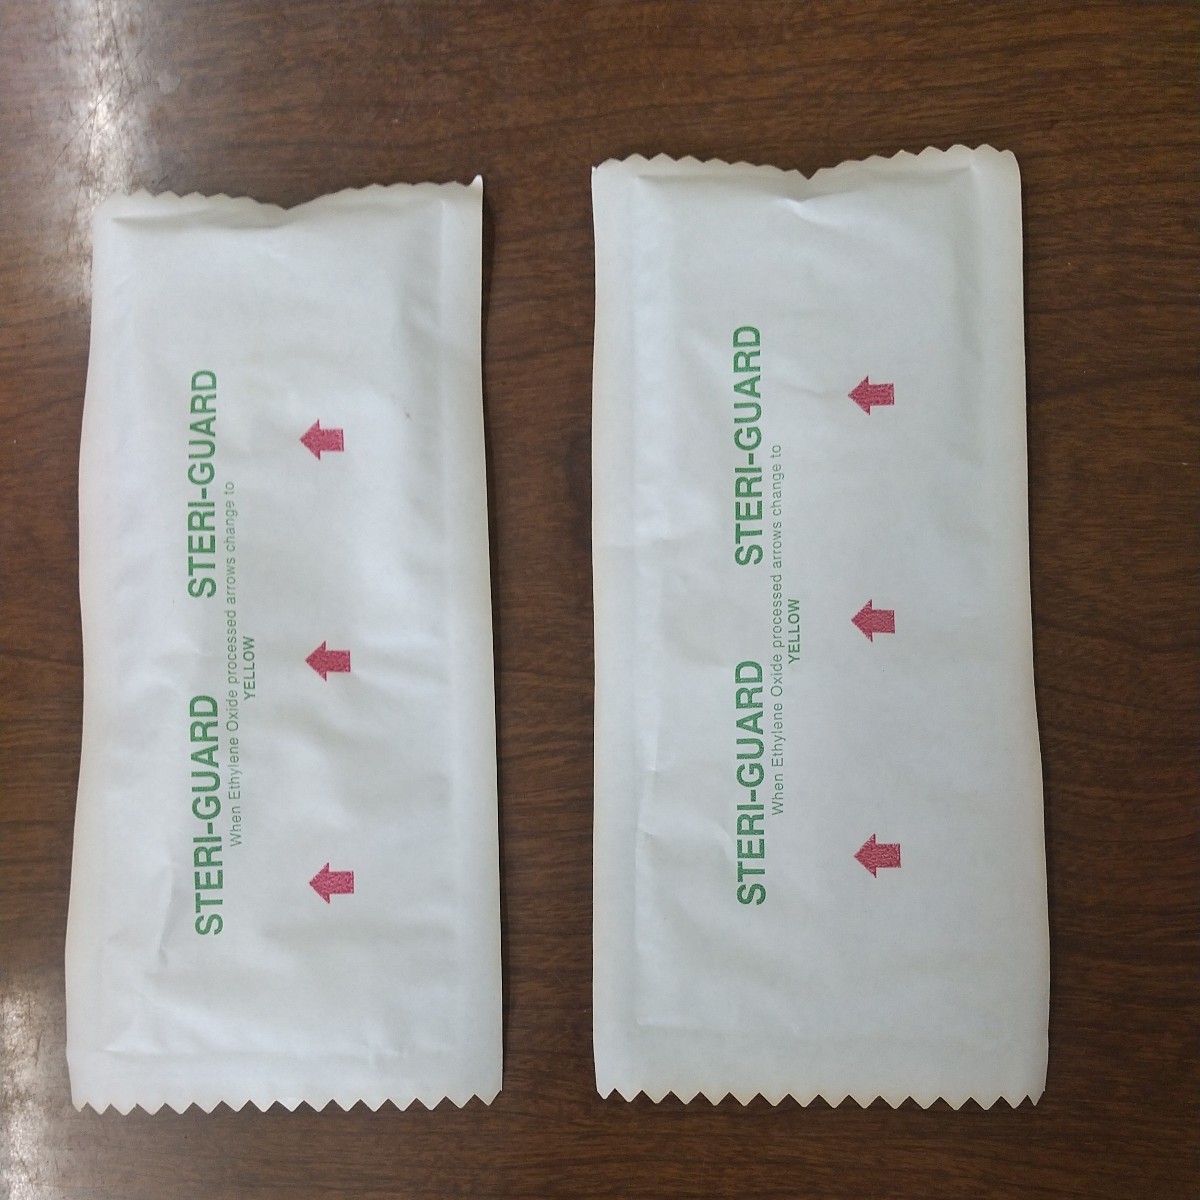 STERI-GUARD STERI-GUARD
When Ethylene Oxide processed arrows change to
YELLOW
STERI-GUARD STERI-GUARD
When Ethylene Oxide processed arrows change to
YELLOW